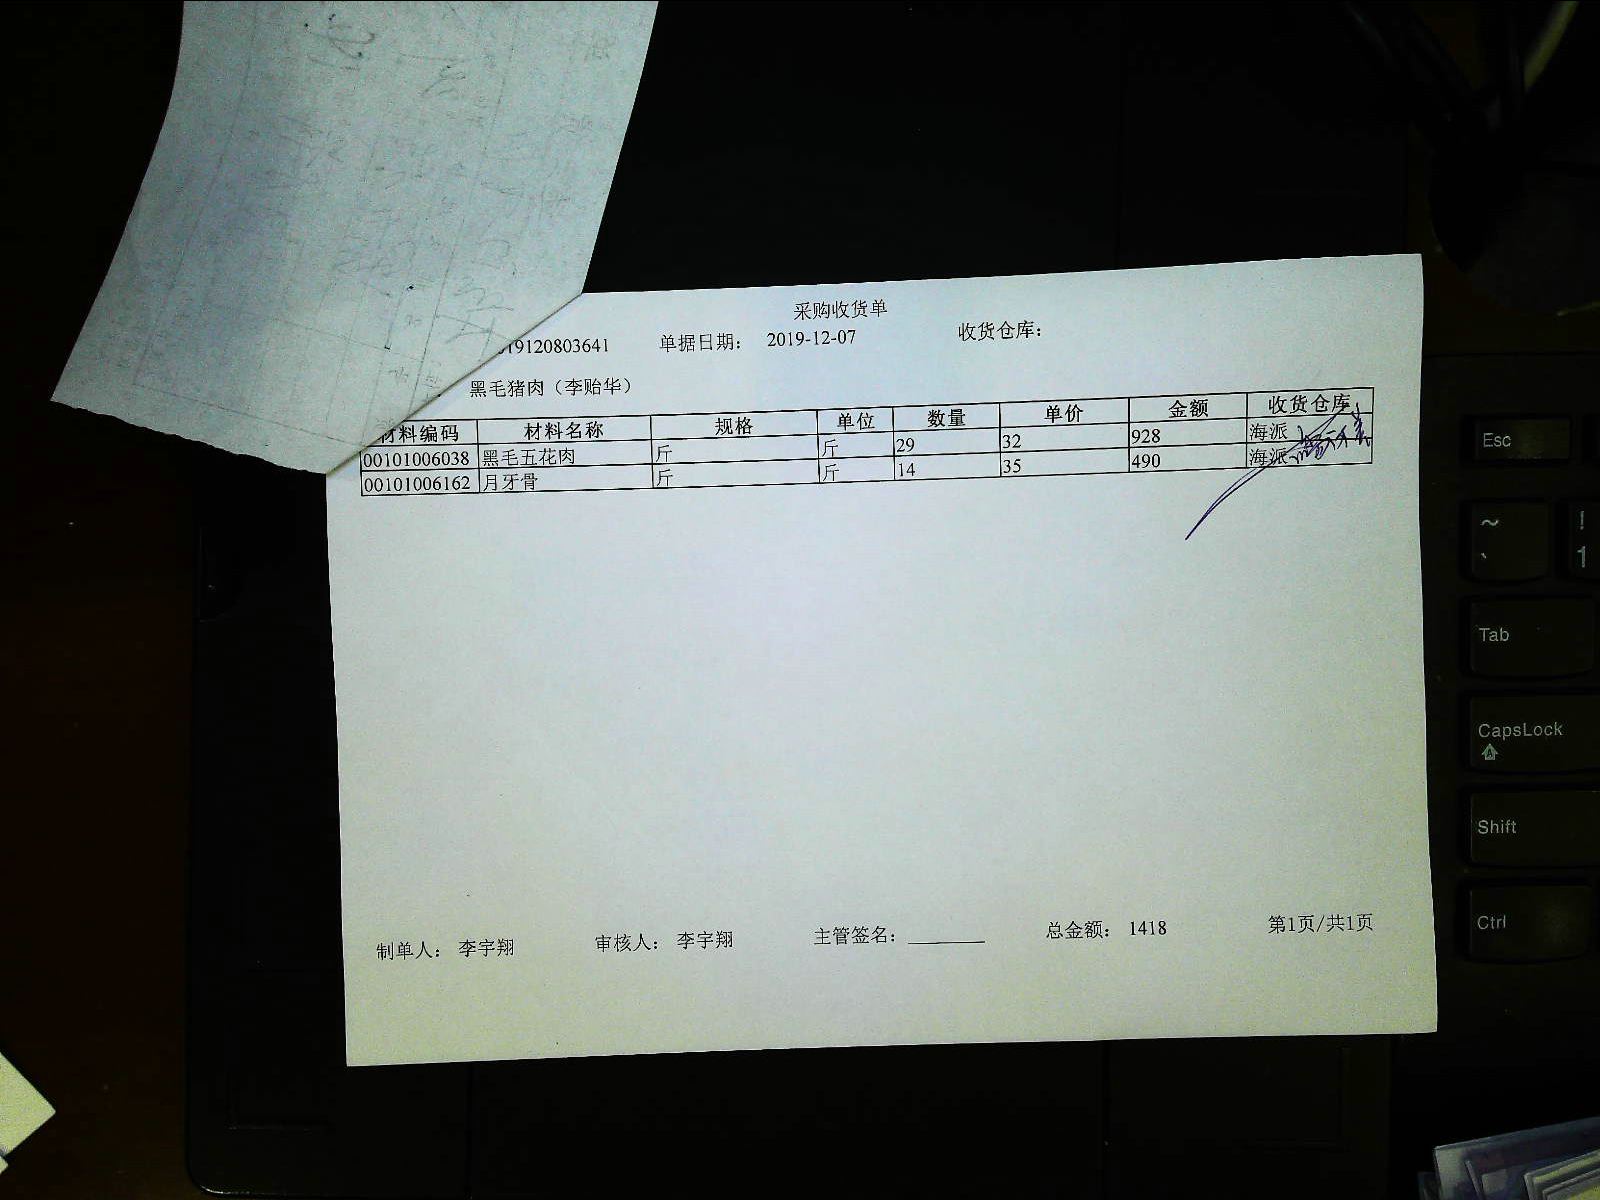 采购收货单
19120803641 单据日期： 2019-12-07 收货仓库：
黑毛猪肉（李贻华）
材料编码 材料名称 规格 单位 数量 单价 金额 收货仓库
00101006038 黑毛五花肉 斤 斤 29 32 928 海派
00101006162 月牙骨 斤 斤 14 35 490 海派
制单人： 李宇翔 审核人： 李宇翔 主管签名： 总金额： 1418 第1页/共1页
Esc
~ !
` 1
Tab
CapsLock
A
Shift
Ctrl